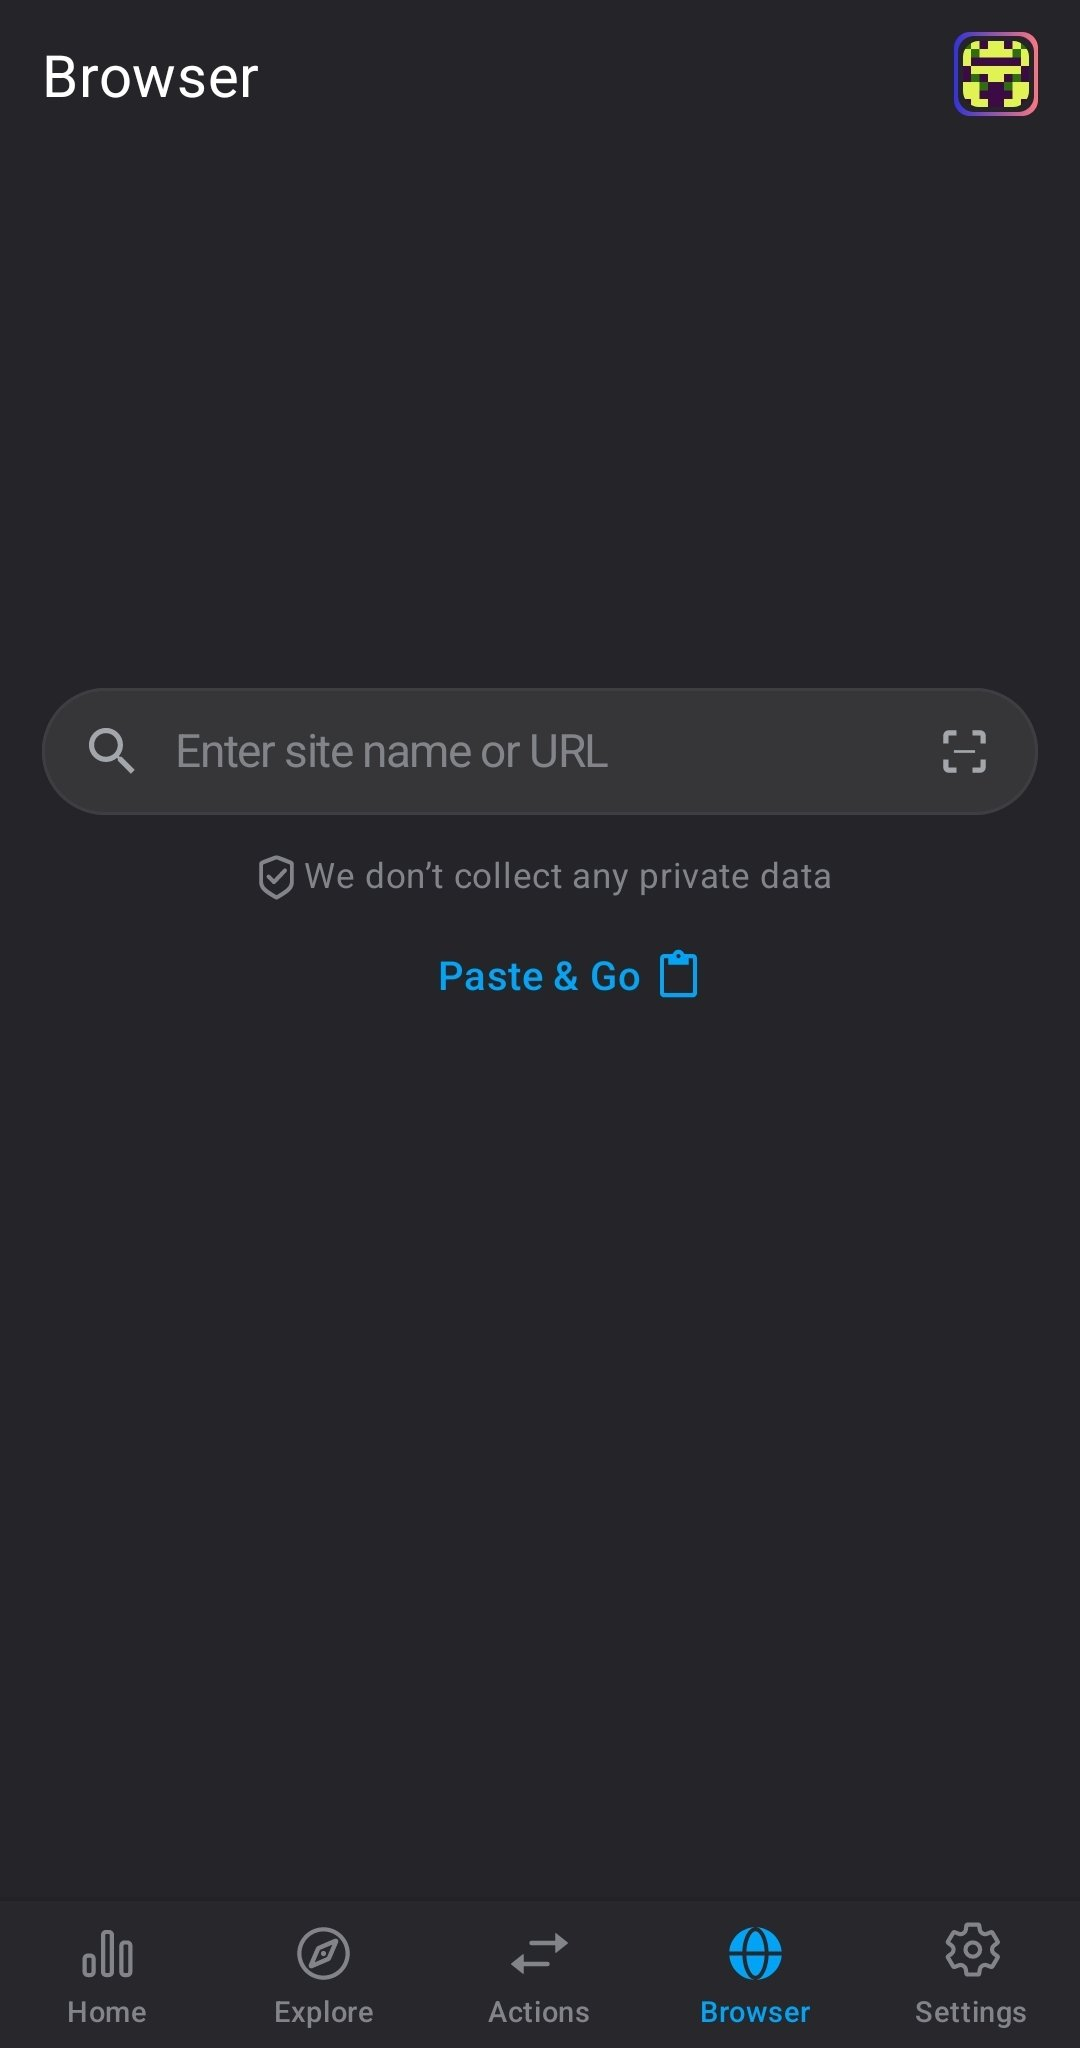 Browser
Enter site name or URL
We don’t collect any private data
Paste & Go
Home
Explore
Actions
Browser
Settings